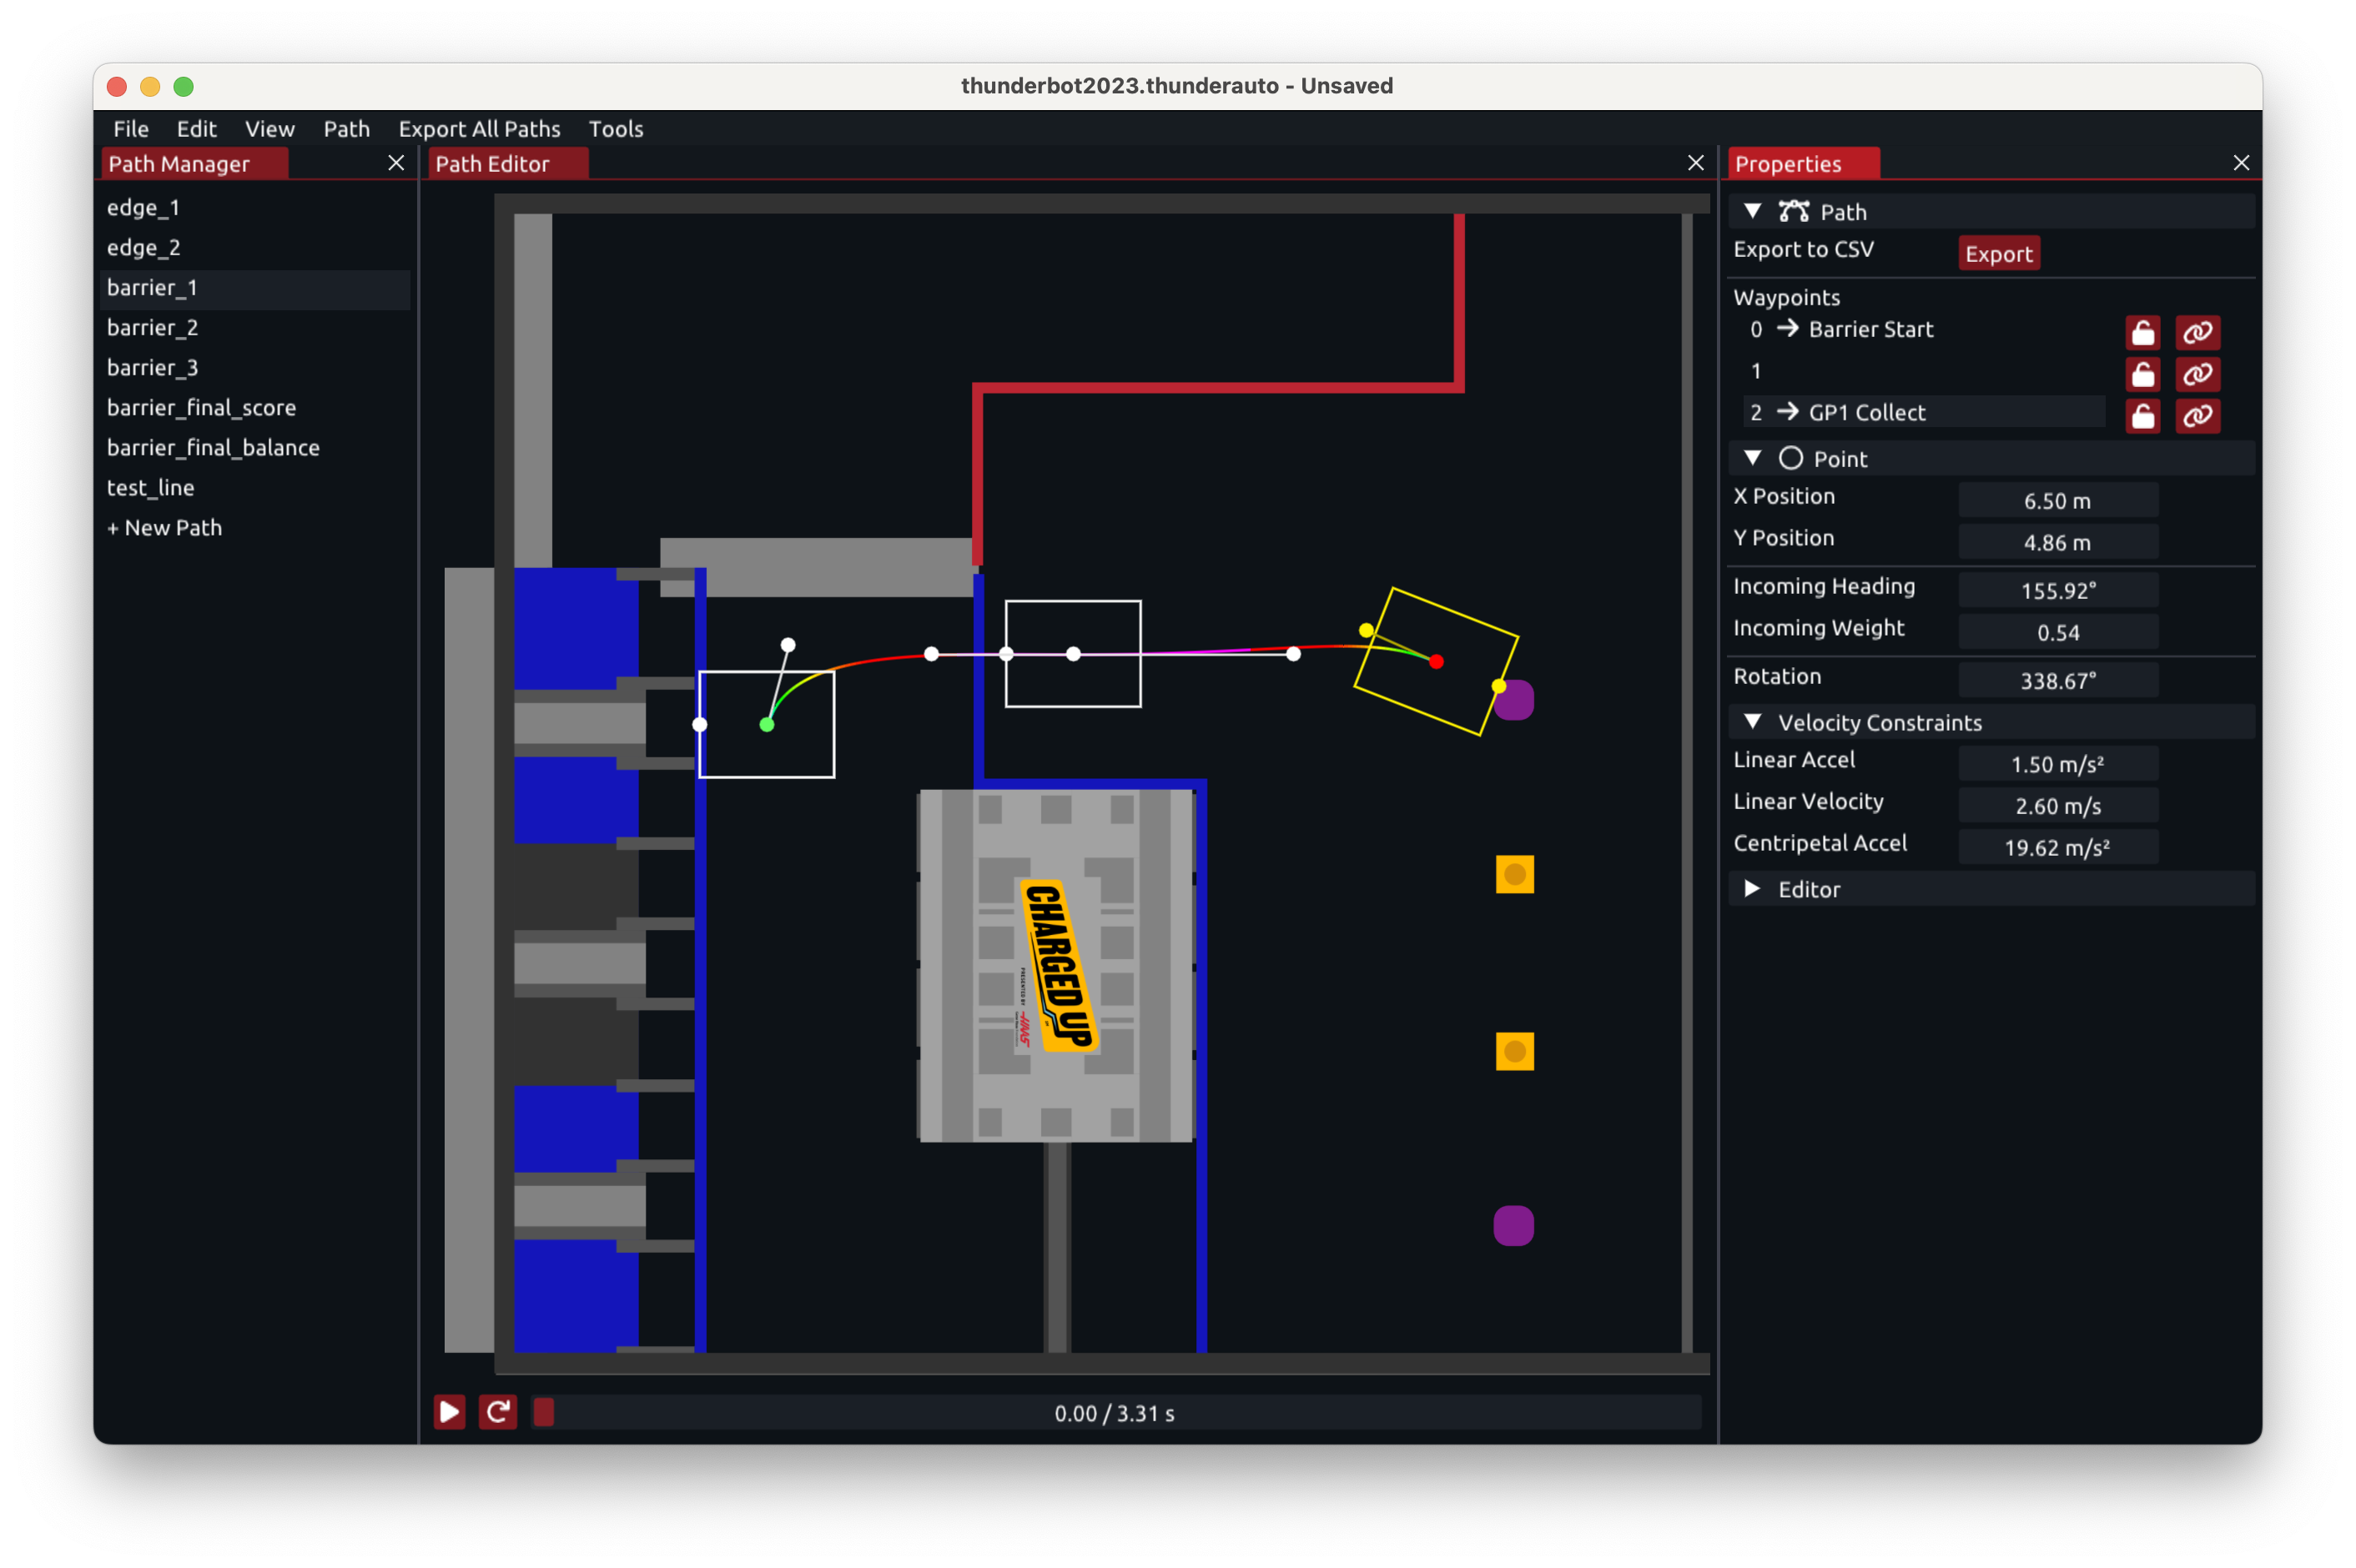 thunderbot2023.thunderauto - Unsaved
File Edit View Path Export All Paths Tools
Path Manager
edge_1
edge_2
barrier_1
barrier_2
barrier_3
barrier_final_score
barrier_final_balance
test_line
+ New Path
Path Editor
CHARGED UP
PRESENTED BY
HAAS
0.00 / 3.31 s
Properties
Path
Export to CSV Export
Waypoints
0 → Barrier Start
1
2 → GP1 Collect
Point
X Position 6.50 m
Y Position 4.86 m
Incoming Heading 155.92°
Incoming Weight 0.54
Rotation 338.67°
Velocity Constraints
Linear Accel 1.50 m/s²
Linear Velocity 2.60 m/s
Centripetal Accel 19.62 m/s²
Editor